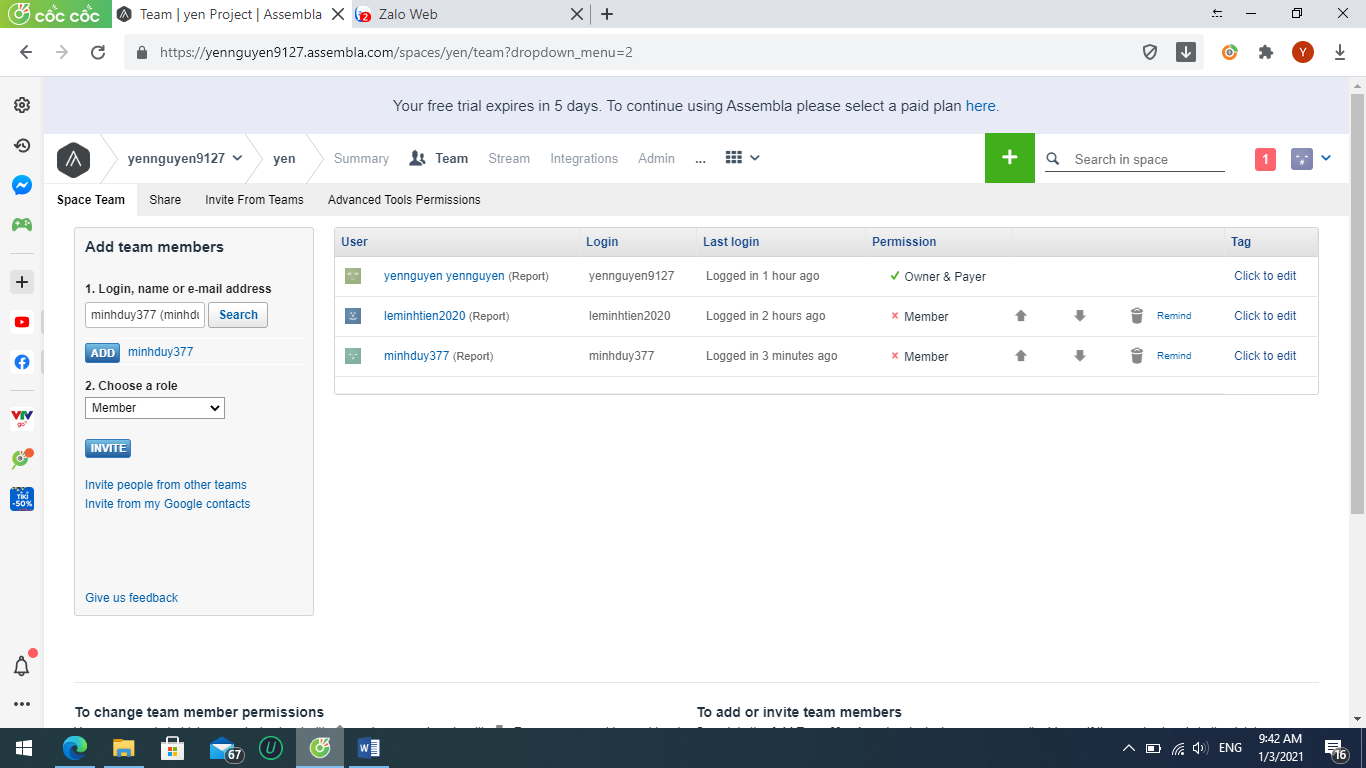 cốc cốc
Team | yen Project | Assembla
2
Zalo Web
https://yennguyen9127.assembla.com/spaces/yen/team?dropdown_menu=2
Y
Your free trial expires in 5 days. To continue using Assembla please select a paid plan here.
yennguyen9127
yen
Summary
Team
Stream
Integrations
Admin
...
+
Search in space
1
Space Team
Share
Invite From Teams
Advanced Tools Permissions
Add team members
1. Login, name or e-mail address
minhduy377 (minhdu
Search
ADD minhduy377
2. Choose a role
Member
INVITE
Invite people from other teams
Invite from my Google contacts
Give us feedback
User Login Last login Permission Tag
yennguyen yennguyen (Report) yennguyen9127 Logged in 1 hour ago Owner & Payer Click to edit
leminhtien2020 (Report) leminhtien2020 Logged in 2 hours ago Member Remind Click to edit
minhduy377 (Report) minhduy377 Logged in 3 minutes ago Member Remind Click to edit
VTV
go
TIKI
-50%
To change team member permissions
To add or invite team members
67
U
W
ENG
9:42 AM
1/3/2021
16